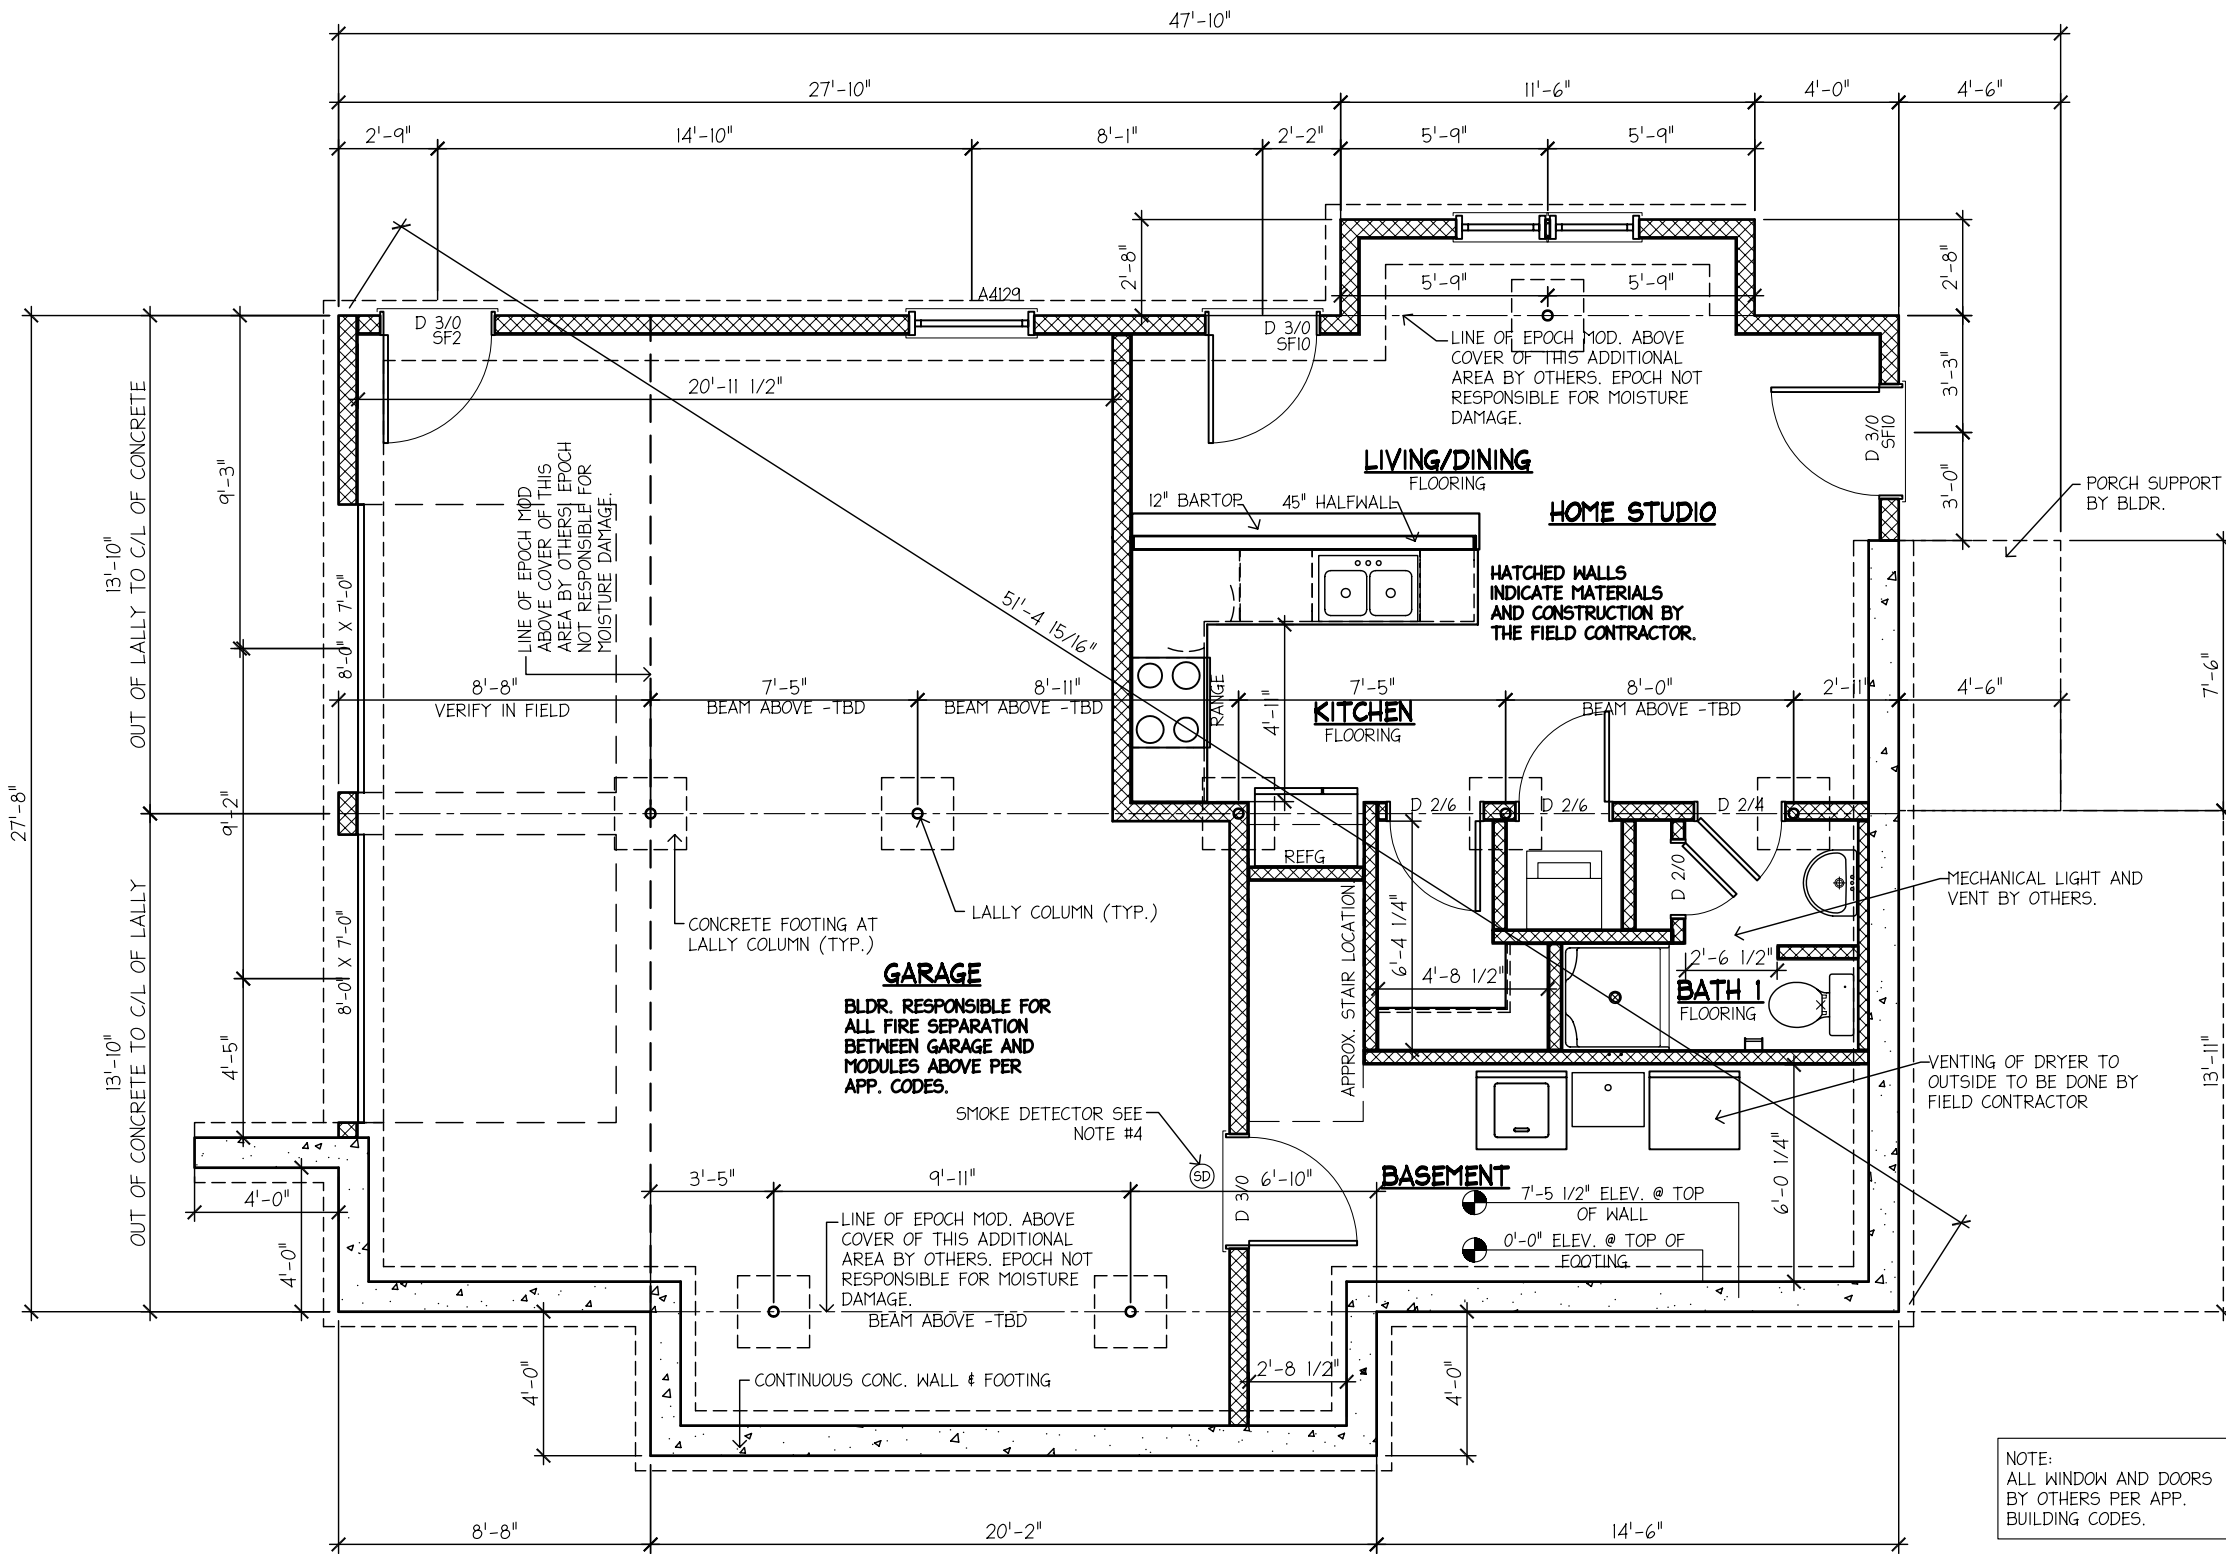 47'-10"
27'-10"
11'-6"
4'-0"
4'-6"
2'-9"
14'-10"
8'-1"
2'-2"
5'-9"
5'-9"
2'-8"
2'-8"
5'-9"
5'-9"
A4129
D 3/0
SF2
D 3/0
SF10
LINE OF EPOCH MOD. ABOVE
COVER OF THIS ADDITIONAL
AREA BY OTHERS. EPOCH NOT
RESPONSIBLE FOR MOISTURE
DAMAGE.
3'-3"
20'-11 1/2"
D 3/0
SF10
3'-0"
13'-10"
OUT OF LALLY TO C/L OF CONCRETE
9'-3"
LINE OF EPOCH MOD
ABOVE COVER OF THIS
AREA BY OTHERS. EPOCH
NOT RESPONSIBLE FOR
MOISTURE DAMAGE.
LIVING/DINING
FLOORING
HOME STUDIO
12" BARTOP
45" HALFWALL
PORCH SUPPORT
BY BLDR.
HATCHED WALLS
INDICATE MATERIALS
AND CONSTRUCTION BY
THE FIELD CONTRACTOR.
51'-4 15/16"
8'-0" X 7'-0"
7'-6"
8'-8"
VERIFY IN FIELD
7'-5"
BEAM ABOVE -TBD
8'-11"
BEAM ABOVE -TBD
RANGE
4'-1"
7'-5"
KITCHEN
FLOORING
8'-0"
BEAM ABOVE -TBD
2'-11"
4'-6"
27'-8"
9'-2"
D 2/6
D 2/6
D 2/4
REFG
D 2/0
MECHANICAL LIGHT AND
VENT BY OTHERS.
LALLY COLUMN (TYP.)
CONCRETE FOOTING AT
LALLY COLUMN (TYP.)
8'-0" X 7'-0"
13'-10"
OUT OF CONCRETE TO C/L OF LALLY
4'-5"
APPROX. STAIR LOCATION
6'-4 1/4"
4'-8 1/2"
2'-6 1/2"
BATH 1
FLOORING
GARAGE
BLDR. RESPONSIBLE FOR
ALL FIRE SEPARATION
BETWEEN GARAGE AND
MODULES ABOVE PER
APP. CODES.
VENTING OF DRYER TO
OUTSIDE TO BE DONE BY
FIELD CONTRACTOR
13'-11"
SMOKE DETECTOR SEE
NOTE #4
SD
D 3/0
3'-5"
9'-11"
6'-10"
BASEMENT
7'-5 1/2" ELEV. @ TOP
OF WALL
0'-0" ELEV. @ TOP OF
FOOTING
6'-0 1/4"
4'-0"
4'-0"
LINE OF EPOCH MOD. ABOVE
COVER OF THIS ADDITIONAL
AREA BY OTHERS. EPOCH NOT
RESPONSIBLE FOR MOISTURE
DAMAGE.
BEAM ABOVE -TBD
4'-0"
CONTINUOUS CONC. WALL & FOOTING
2'-8 1/2"
4'-0"
NOTE:
ALL WINDOW AND DOORS
BY OTHERS PER APP.
BUILDING CODES.
8'-8"
20'-2"
14'-6"